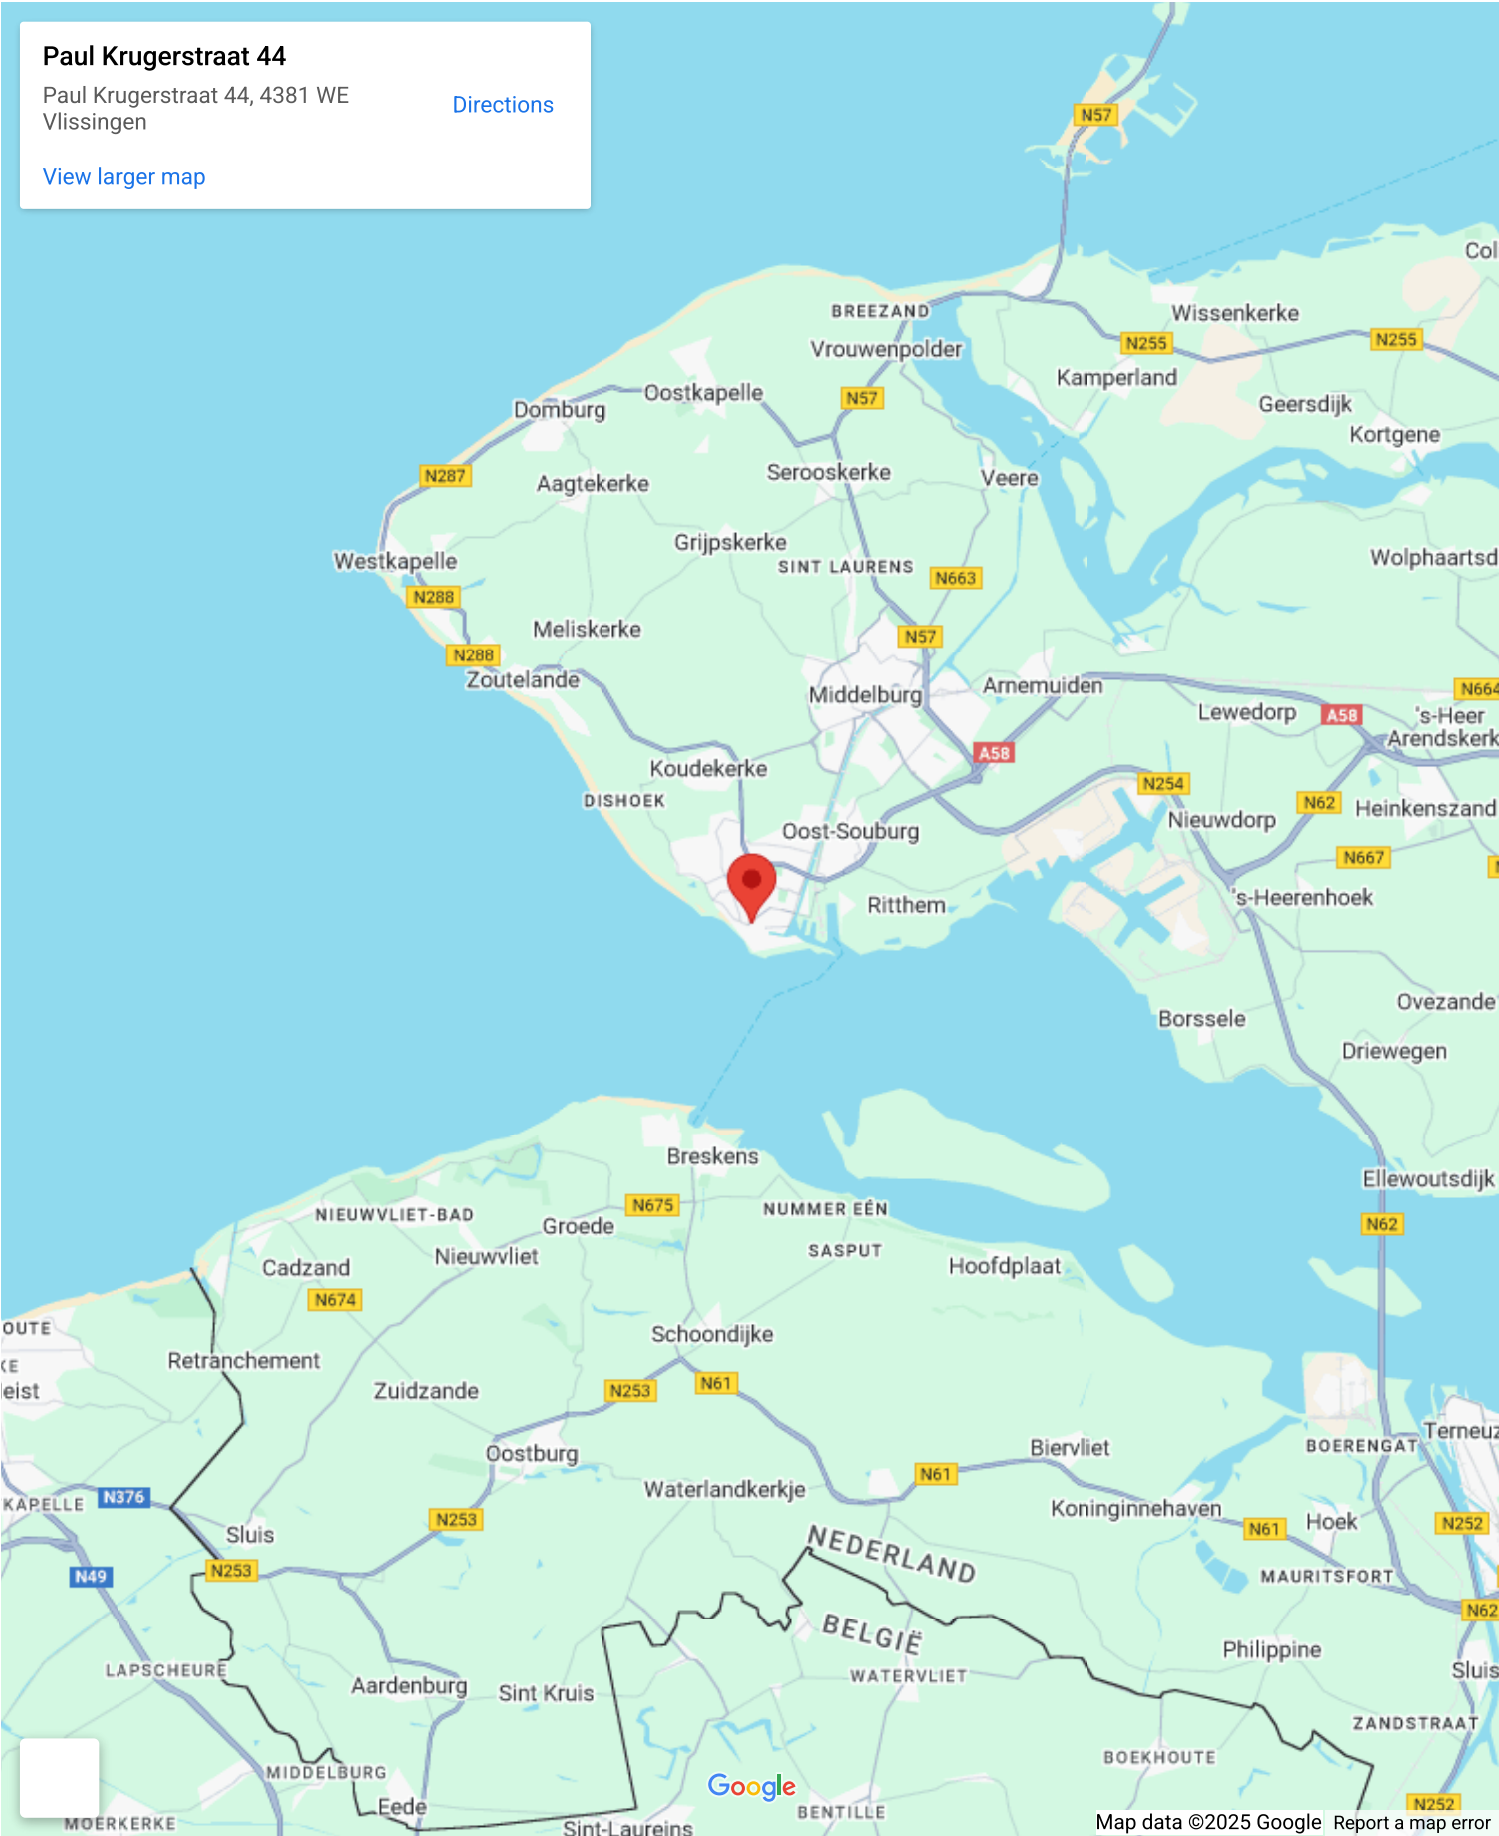 Paul Krugerstraat 44
Paul Krugerstraat 44, 4381 WE
Vlissingen
Directions
View larger map
N57
Col
BREEZAND
Wissenkerke
Vrouwenpolder
N255
N255
Kamperland
Oostkapelle
N57
Domburg
Geersdijk
Kortgene
N287
Serooskerke
Veere
Aagtekerke
Grijpskerke
Westkapelle
SINT LAURENS
N663
Wolphaartsd
N288
Meliskerke
N57
N288
Zoutelande
Middelburg
Arnemuiden
N664
Lewedorp
A58
's-Heer
Arendskerk
A58
Koudekerke
DISHOEK
N254
N62
Heinkenszand
Oost-Souburg
Nieuwdorp
N667
Ritthem
's-Heerenhoek
Ovezande
Borssele
Driewegen
Breskens
Ellewoutsdijk
N675
NUMMER EÉN
NIEUWVLIET-BAD
Groede
N62
SASPUT
Nieuwvliet
Cadzand
Hoofdplaat
N674
OUTE
Schoondijke
KE
Retranchement
eist
Zuidzande
N253
N61
Terneuz
BOERENGAT
Biervliet
Oostburg
N61
Waterlandkerkje
N376
KAPELLE
Koninginnehaven
N253
Hoek
N252
Sluis
N61
NEDERLAND
N253
N49
MAURITSFORT
N62
BELGIË
Philippine
LAPSCHEURE
Sluis
WATERVLIET
Aardenburg
Sint Kruis
ZANDSTRAAT
BOEKHOUTE
MIDDELBURG
Google
N252
Eede
BENTILLE
MOERKERKE
Sint-Laureins
Map data ©2025 Google
Report a map error